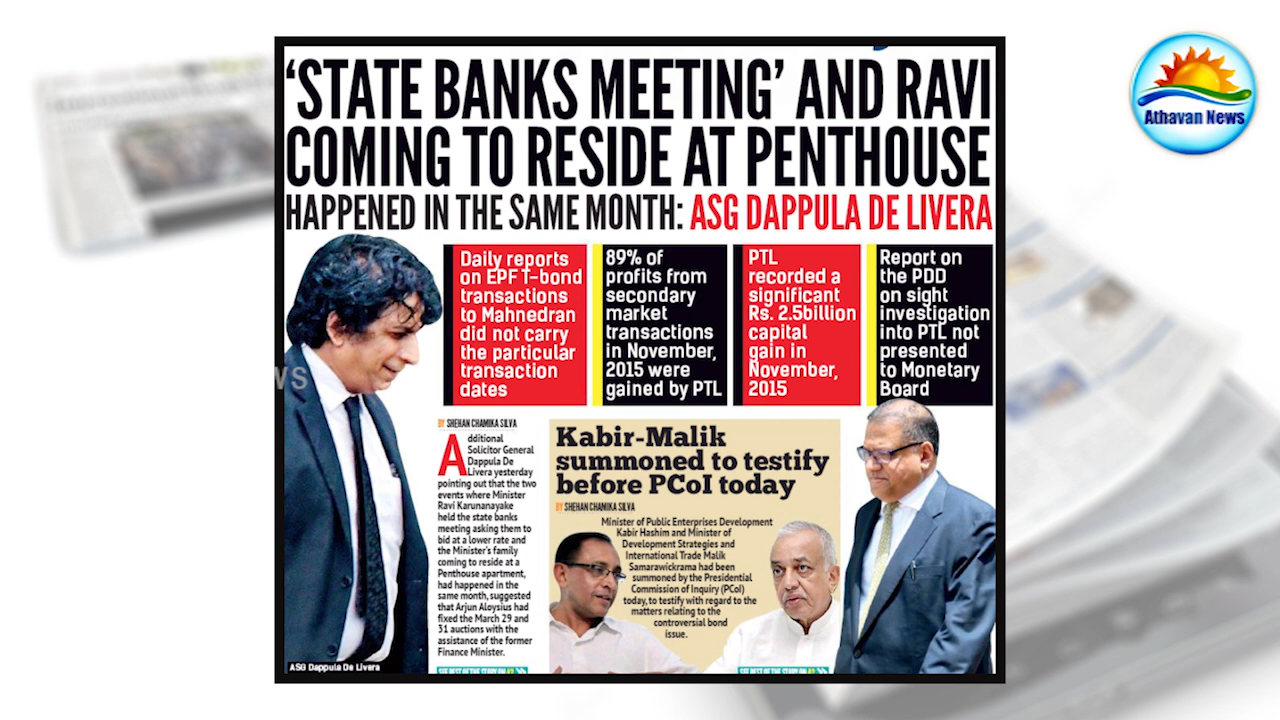 Athavan News
‘STATE BANKS MEETING’ AND RAVI
COMING TO RESIDE AT PENTHOUSE
HAPPENED IN THE SAME MONTH: ASG DAPPULA DE LIVERA
Daily reports
on EPF T-bond
transactions
to Mahnedran
did not carry
the particular
transaction
dates
89% of
profits from
secondary
market
transactions
in November,
2015 were
gained by PTL
PTL
recorded a
significant
Rs. 2.5billion
capital
gain in
November,
2015
Report on
the PDD
on sight
investigation
into PTL not
presented
to Monetary
Board
WS
BY SHEHAN CHAMIKA SILVA
Additional
Solicitor General
Dappula De
Livera yesterday
pointing out that the two
events where Minister
Ravi Karunanayake
held the state banks
meeting asking them to
bid at a lower rate and
the Minister's family
coming to reside at a
Penthouse apartment,
had happened in the
same month, suggested
that Arjun Aloysius had
fixed the March 29 and
31 auctions with the
assistance of the former
Finance Minister.
Kabir-Malik
summoned to testify
before PCoI today
BY SHEHAN CHAMIKA SILVA
Minister of Public Enterprises Development
Kabir Hashim and Minister of
Development Strategies and
International Trade Malik
Samarawickrama had been
summoned by the Presidential
Commission of Inquiry (PCoI)
today, to testify with regard to the
matters relating to the
controversial bond
issue.
ASG Dappula De Livera